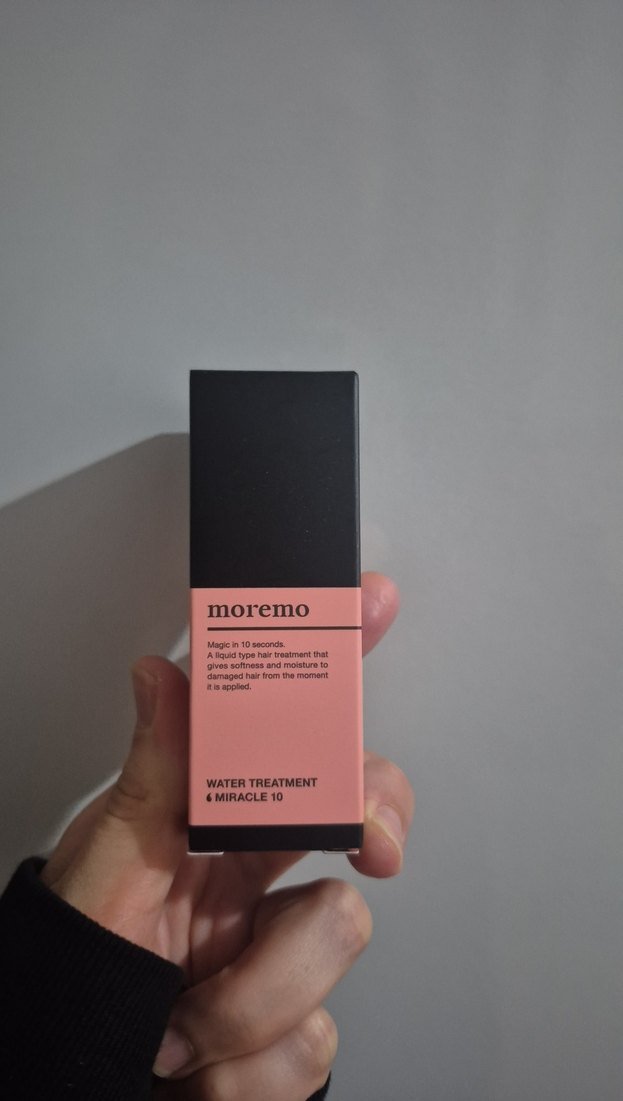 moremo
Magic in 10 seconds.
A liquid type hair treatment that
gives softness and moisture to
damaged hair from the moment
it is applied.
WATER TREATMENT
MIRACLE 10